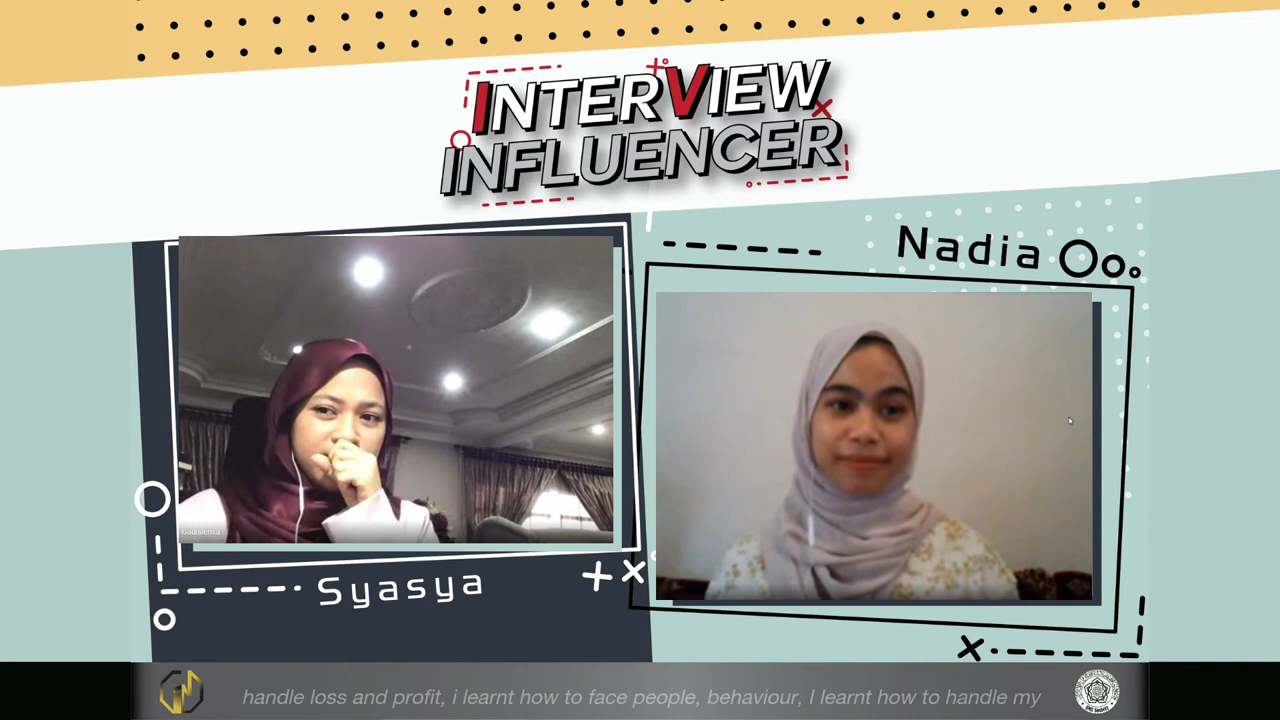 INTERVIEW
INFLUENCER
Nadia
Syasya
handle loss and profit, i learnt how to face people, behaviour, I learnt how to handle my